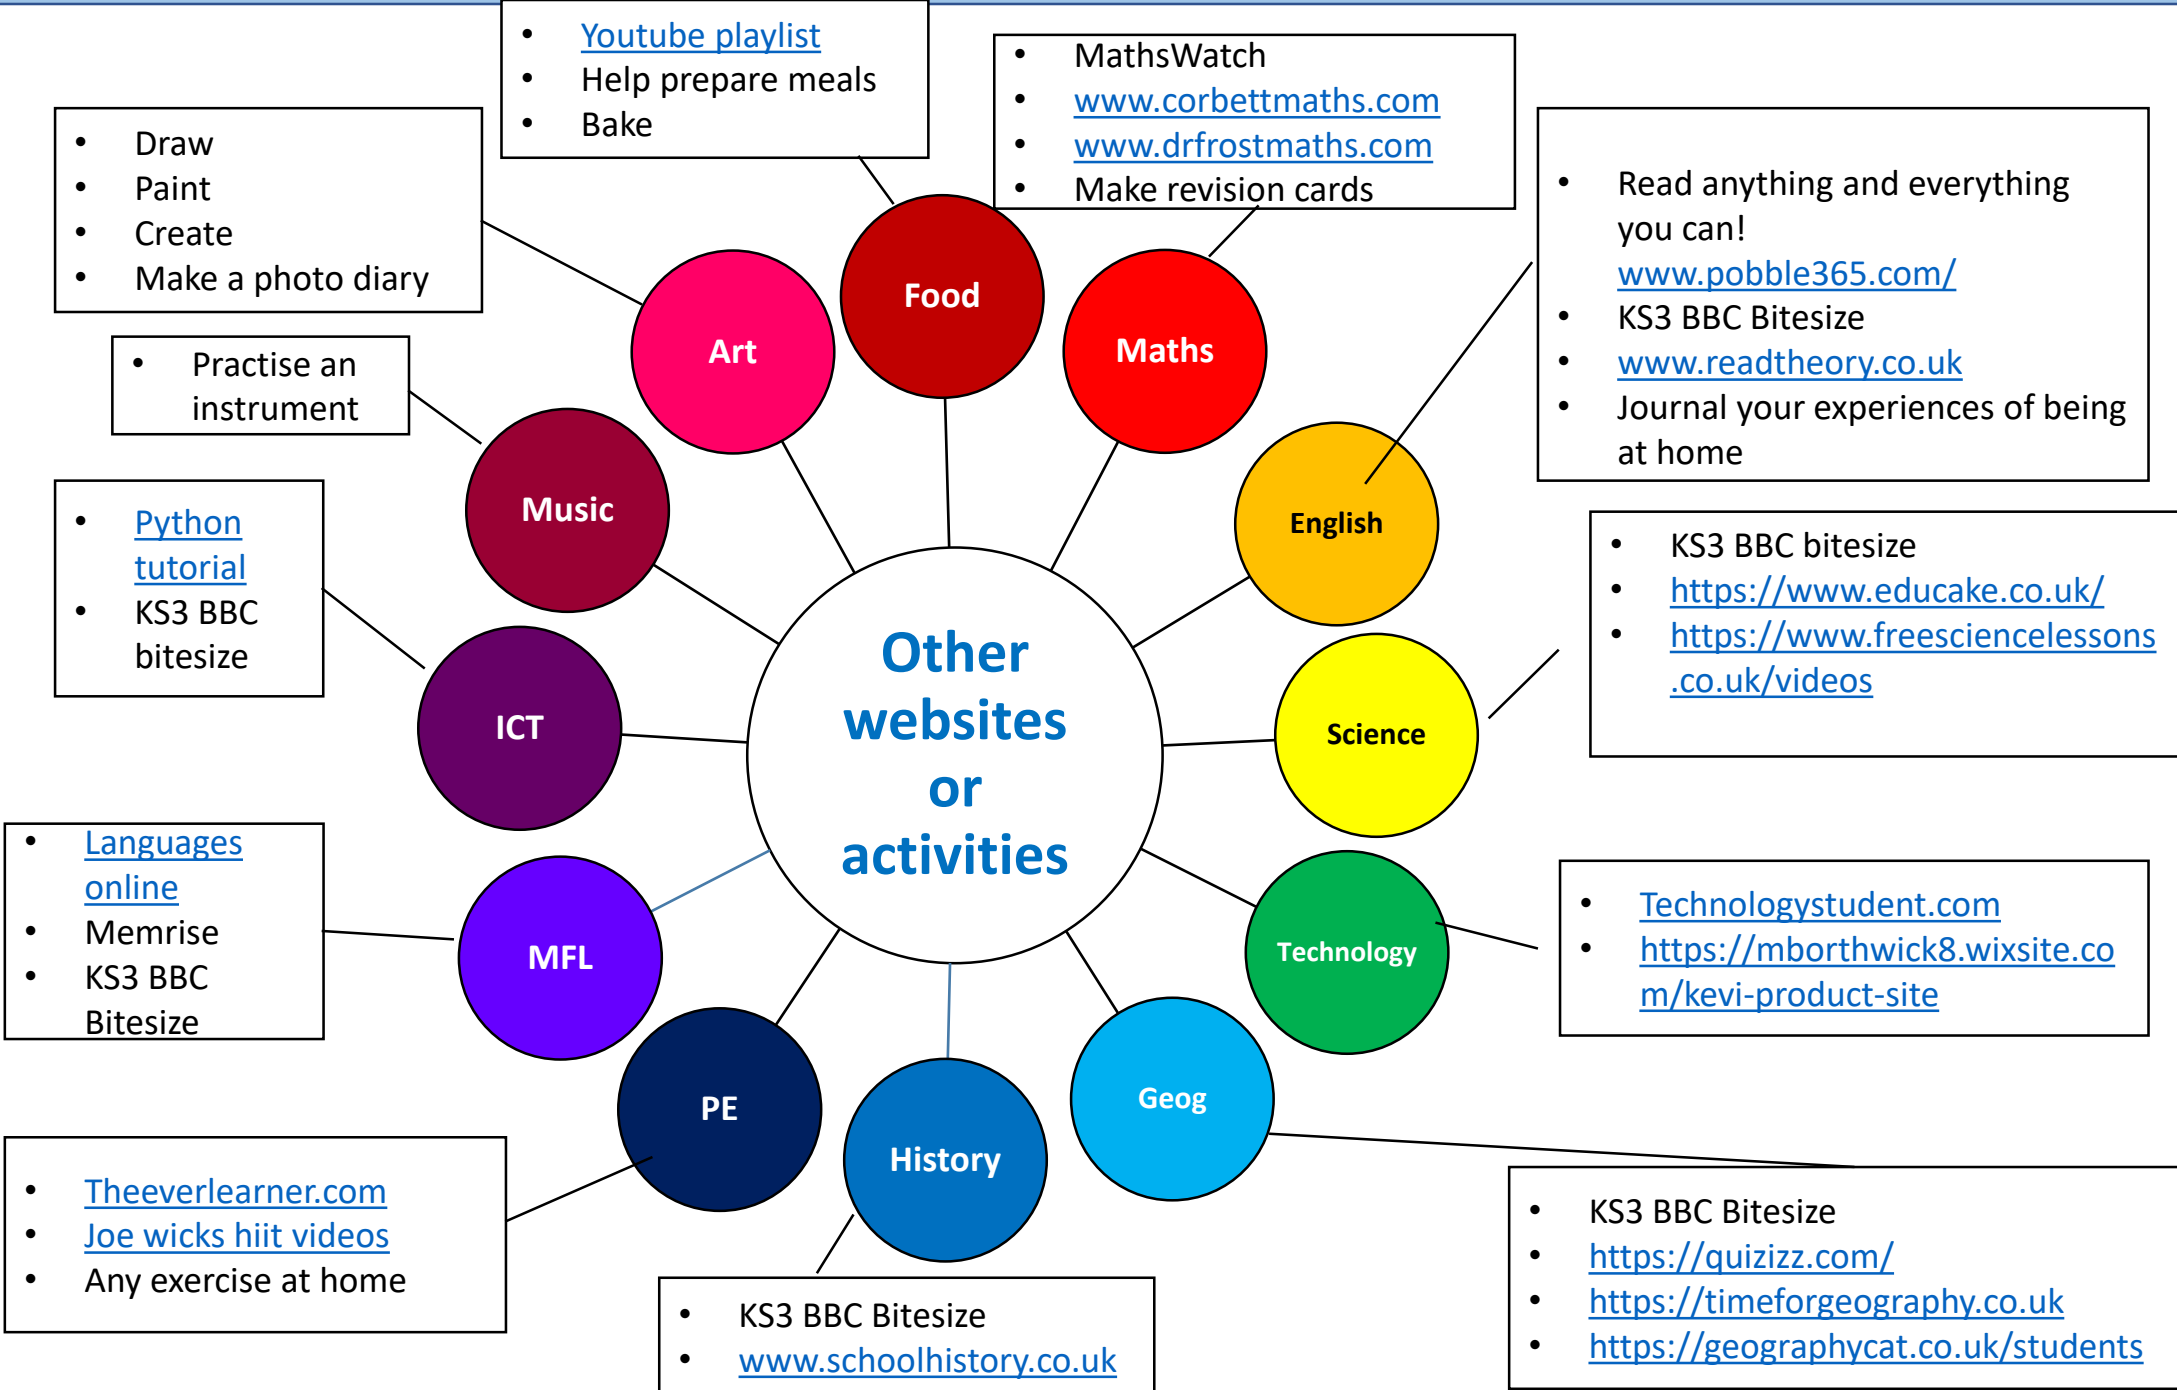 Youtube playlist
Help prepare meals
Bake
MathsWatch
www.corbettmaths.com
www.drfrostmaths.com
Make revision cards
Draw
Paint
Create
Make a photo diary
Read anything and everything
you can!
www.pobble365.com/
KS3 BBC Bitesize
www.readtheory.co.uk
Journal your experiences of being
at home
Practise an
instrument
Food
Art
Maths
Music
English
Python
tutorial
KS3 BBC
bitesize
KS3 BBC bitesize
https://www.educake.co.uk/
https://www.freesciencelessons
.co.uk/videos
Other
websites
or
activities
ICT
Science
Languages
online
Memrise
KS3 BBC
Bitesize
MFL
Technology
Technologystudent.com
https://mborthwick8.wixsite.co
m/kevi-product-site
PE
History
Geog
Theeverlearner.com
Joe wicks hiit videos
Any exercise at home
KS3 BBC Bitesize
www.schoolhistory.co.uk
KS3 BBC Bitesize
https://quizizz.com/
https://timeforgeography.co.uk
https://geographycat.co.uk/students